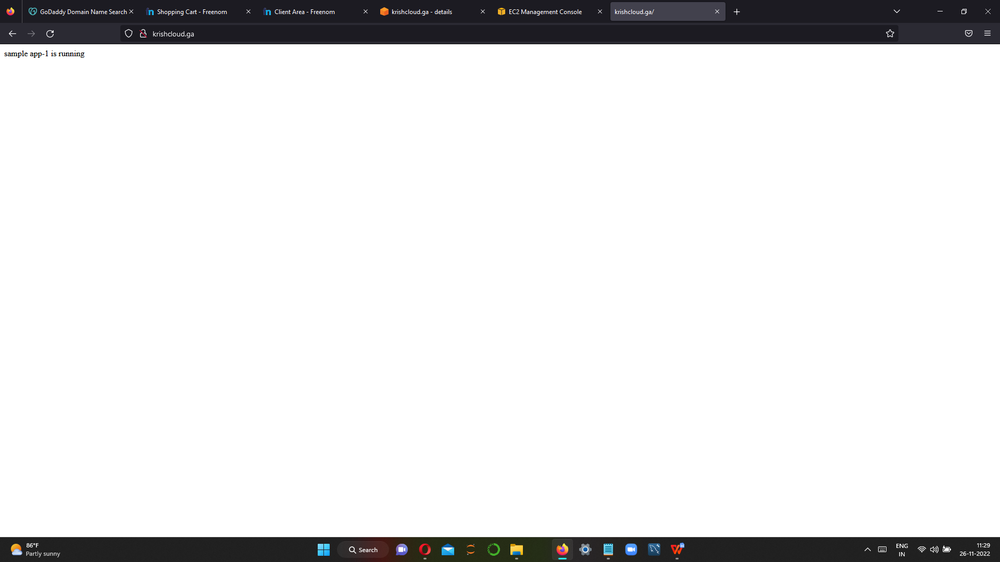 GoDaddy Domain Name Search
Shopping Cart - Freenom
Client Area - Freenom
krishcloud.ga - details
EC2 Management Console
krishcloud.ga/
krishcloud.ga
sample app-1 is running
86°F
Partly sunny
Search
ENG
IN
11:29
26-11-2022